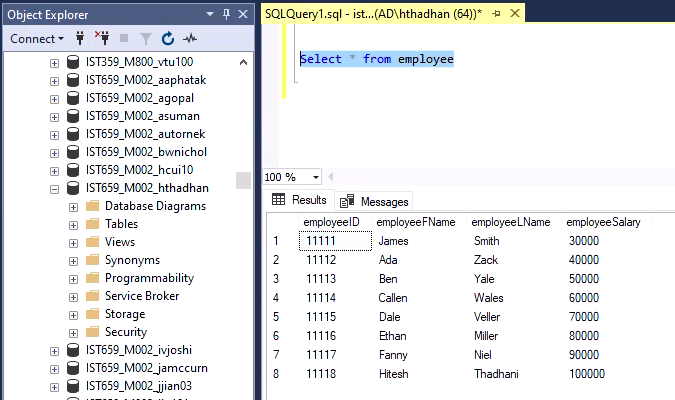 Object Explorer
Connect
IST359_M800_vtu100
IST659_M002_aaphatak
IST659_M002_agopal
IST659_M002_asuman
IST659_M002_autornek
IST659_M002_bwnichol
IST659_M002_hcui10
IST659_M002_hthadhan
Database Diagrams
Tables
Views
Synonyms
Programmability
Service Broker
Storage
Security
IST659_M002_ivjoshi
IST659_M002_jamccurn
IST659_M002_jjian03
SQLQuery1.sql - ist...(AD\hthadhan (64))*
Select * from employee
100 %
Results Messages
employeeID employeeFName employeeLName employeeSalary
1 11111 James Smith 30000
2 11112 Ada Zack 40000
3 11113 Ben Yale 50000
4 11114 Callen Wales 60000
5 11115 Dale Veller 70000
6 11116 Ethan Miller 80000
7 11117 Fanny Niel 90000
8 11118 Hitesh Thadhani 100000